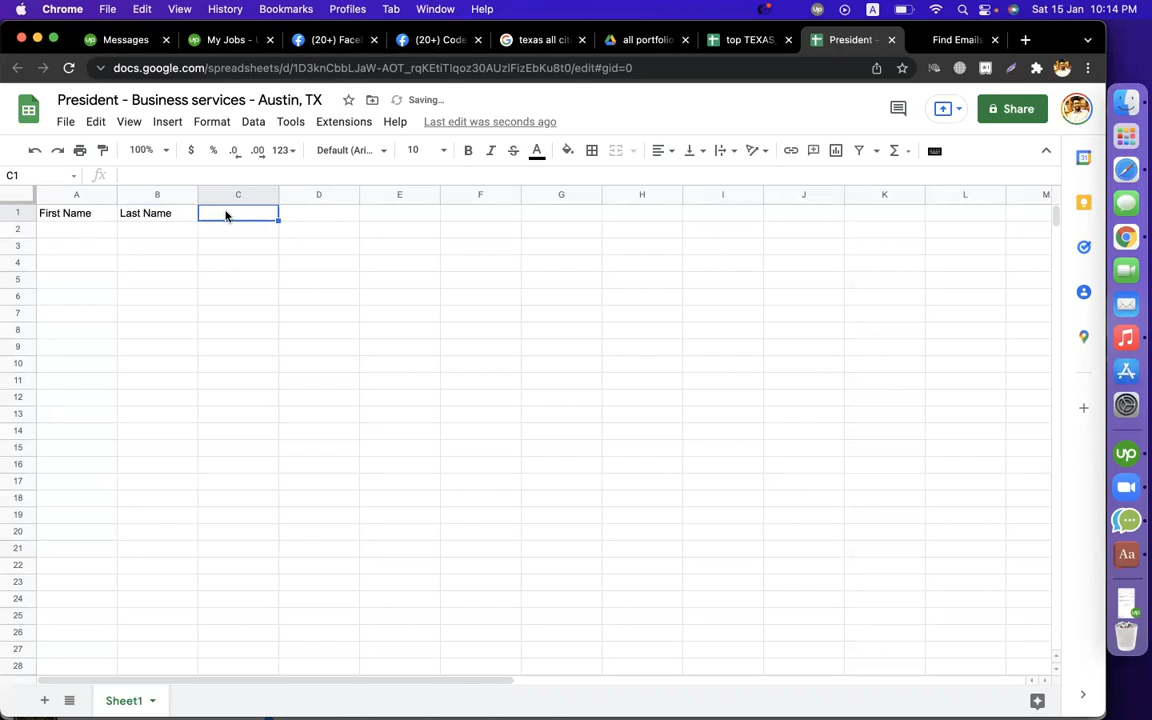 Chrome File Edit View History Bookmarks Profiles Tab Window Help A Sat 15 Jan 10:14 PM
Messages My Jobs - (20+) Face (20+) Code texas all cit all portfolio top TEXAS President - Find Emails
docs.google.com/spreadsheets/d/1D3knCbbLJaW-AOT_rqKEtiTIqoz30AUzlFizEbKu8t0/edit#gid=0
President - Business services - Austin, TX Saving...
Share
File Edit View Insert Format Data Tools Extensions Help Last edit was seconds ago
100% $ % .0 .00 123 Default (Ari... 10 B I S A
C1 fx
A B C D E F G H I J K L M
1 First Name Last Name
2
3
4
5
6
7
8
9
10
11
12
13
14
15
16
17
18
19
20
21
22
23
24
25
26
27
28
Sheet1
up
Aa